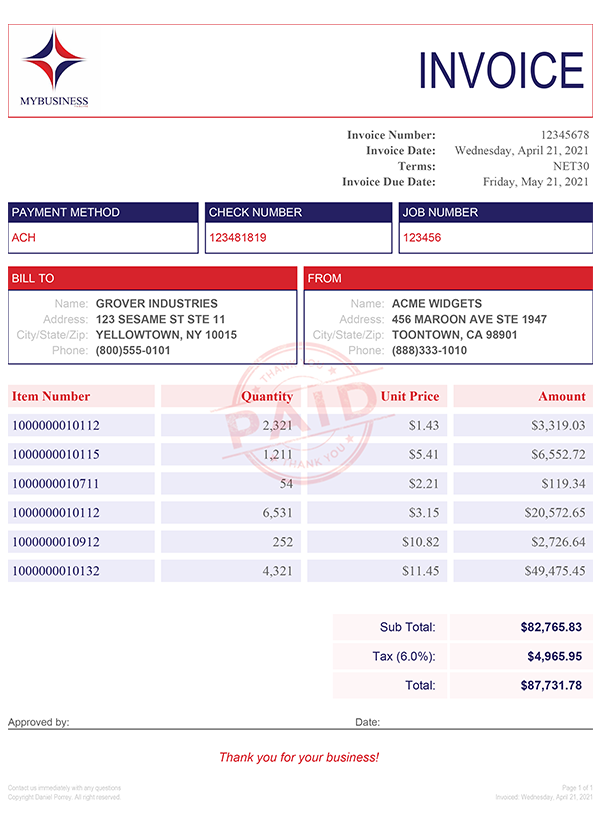 MYBUSINESS
INVOICE
Invoice Number: 12345678
Invoice Date: Wednesday, April 21, 2021
Terms: NET30
Invoice Due Date: Friday, May 21, 2021
PAYMENT METHOD CHECK NUMBER JOB NUMBER
ACH 123481819 123456
BILL TO FROM
Name: GROVER INDUSTRIES Name: ACME WIDGETS
Address: 123 SESAME ST STE 11 Address: 456 MAROON AVE STE 1947
City/State/Zip: YELLOWTOWN, NY 10015 City/State/Zip: TOONTOWN, CA 98901
Phone: (800)555-0101 Phone: (888)333-1010
THANK YOU
PAID
THANK YOU
Item Number Quantity Unit Price Amount
1000000010112 2,321 $1.43 $3,319.03
1000000010115 1,211 $5.41 $6,552.72
1000000010711 54 $2.21 $119.34
1000000010112 6,531 $3.15 $20,572.65
1000000010912 252 $10.82 $2,726.64
1000000010132 4,321 $11.45 $49,475.45
Sub Total: $82,765.83
Tax (6.0%): $4,965.95
Total: $87,731.78
Approved by: Date:
Thank you for your business!
Contact us immediately with any questions. Page 1 of 1
Copyright Daniel Perray. All right reserved. Invoiced: Wednesday, April 21, 2021